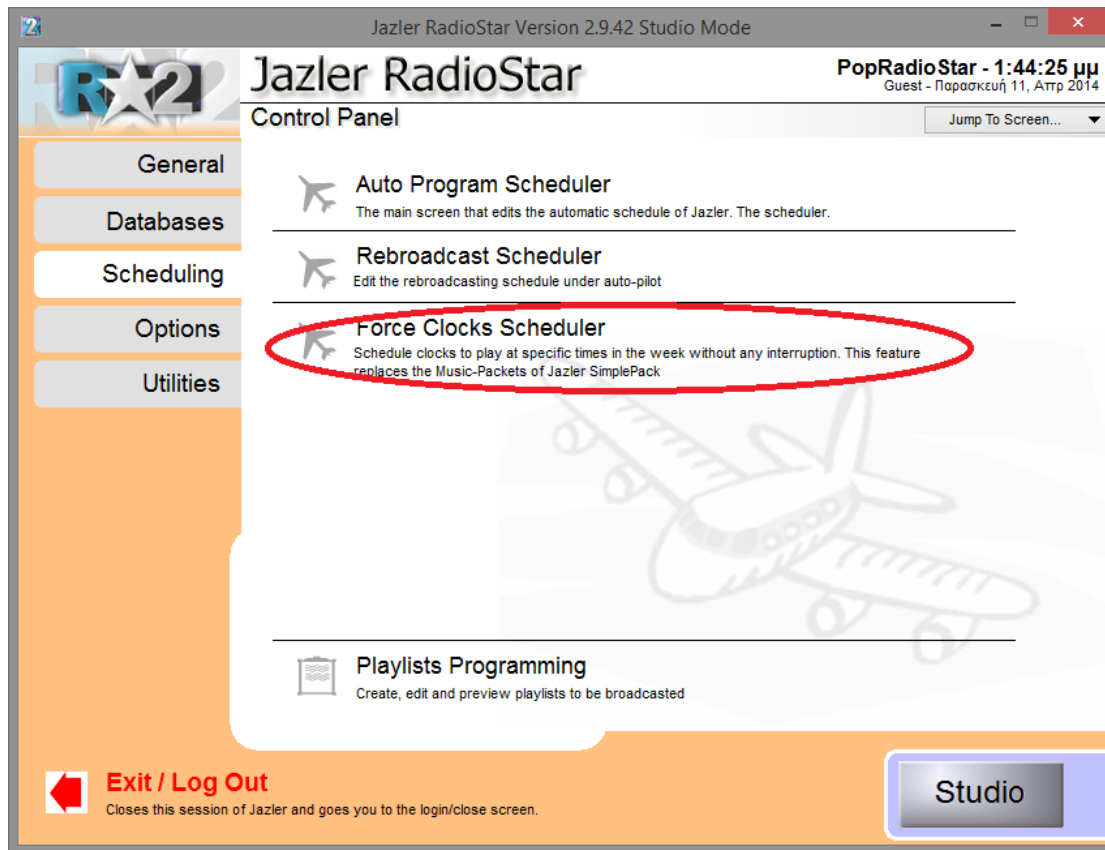 2
Jazler RadioStar Version 2.9.42 Studio Mode
R 2
Jazler RadioStar
PopRadioStar - 1:44:25 μμ
Guest - Παρασκευή 11, Απρ 2014
Control Panel
Jump To Screen...
General
Databases
Scheduling
Options
Utilities
Auto Program Scheduler
The main screen that edits the automatic schedule of Jazler. The scheduler.
Rebroadcast Scheduler
Edit the rebroadcasting schedule under auto-pilot
Force Clocks Scheduler
Schedule clocks to play at specific times in the week without any interruption. This feature
replaces the Music-Packets of Jazler SimplePack
Playlists Programming
Create, edit and preview playlists to be broadcasted
Exit / Log Out
Closes this session of Jazler and goes you to the login/close screen.
Studio